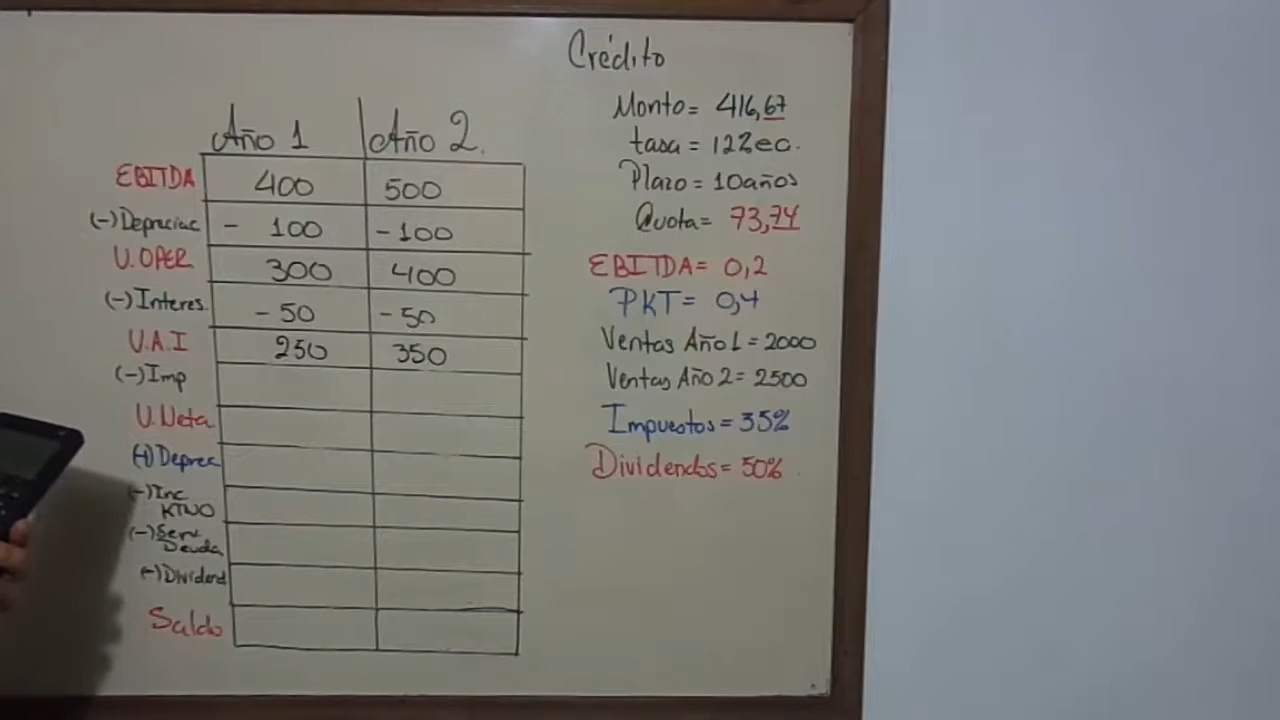 Crédito
Año 1 Año 2.
EBITDA 400 500
(-) Depreciac - 100 - 100
U. OPER 300 400
(-) Interes. - 50 - 50
U.A.I 250 350
(-) Imp
U. Neta
(+) Deprec
(-) Inc
KTNO
(-) Serv
Deuda
(-) Dividend
Saldo
Monto = 416,67
tasa = 12% ea.
Plazo = 10 años
Quota = 73,74
EBITDA = 0,2
PKT = 0,4
Ventas Año 1 = 2000
Ventas Año 2 = 2500
Impuestos = 35%
Dividendos = 50%